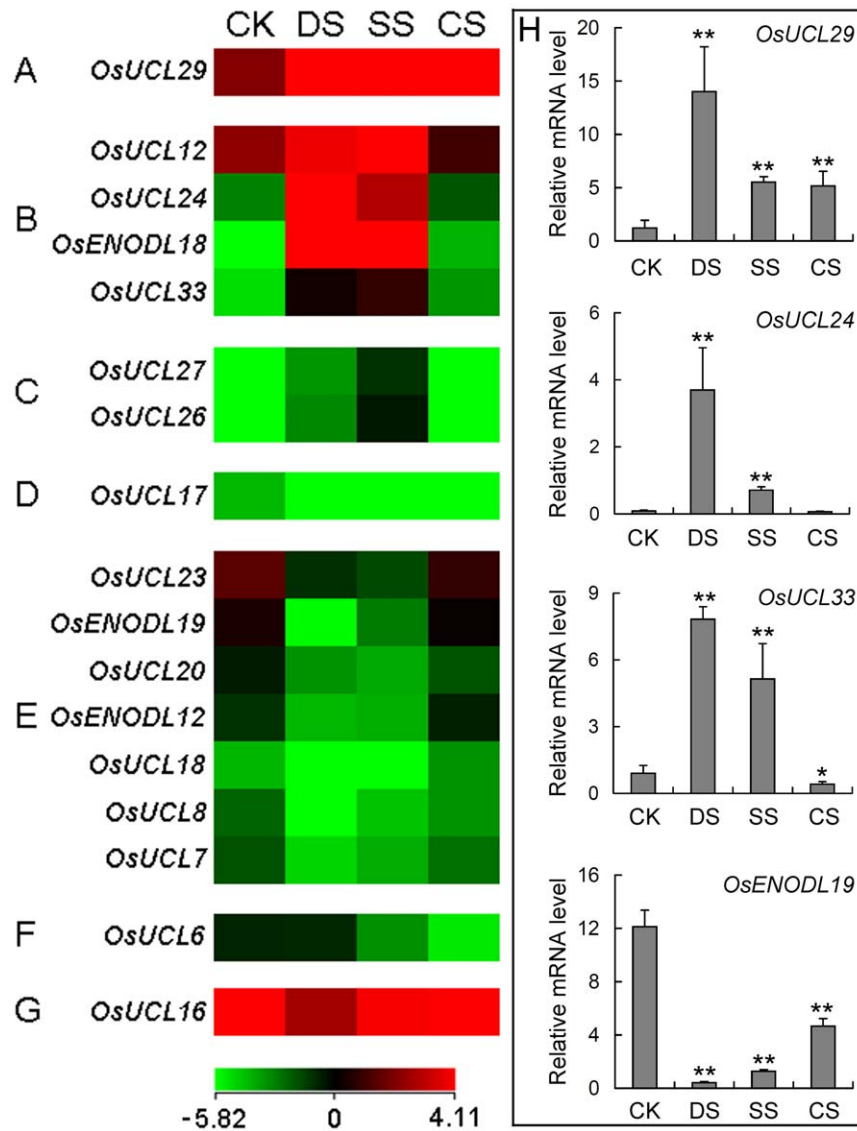 CK DS SS CS
A OsUCL29
B
OsUCL12
OsUCL24
OsENODL18
OsUCL33
C
OsUCL27
OsUCL26
D OsUCL17
E
OsUCL23
OsENODL19
OsUCL20
OsENODL12
OsUCL18
OsUCL8
OsUCL7
F OsUCL6
G OsUCL16
-5.82 0 4.11
H
OsUCL29
Relative mRNA level
20
15
10
5
0
** ** **
CK DS SS CS
OsUCL24
Relative mRNA level
6
4
2
0
** **
CK DS SS CS
OsUCL33
Relative mRNA level
9
6
3
0
** ** *
CK DS SS CS
OsENODL19
Relative mRNA level
16
12
8
4
0
** ** **
CK DS SS CS